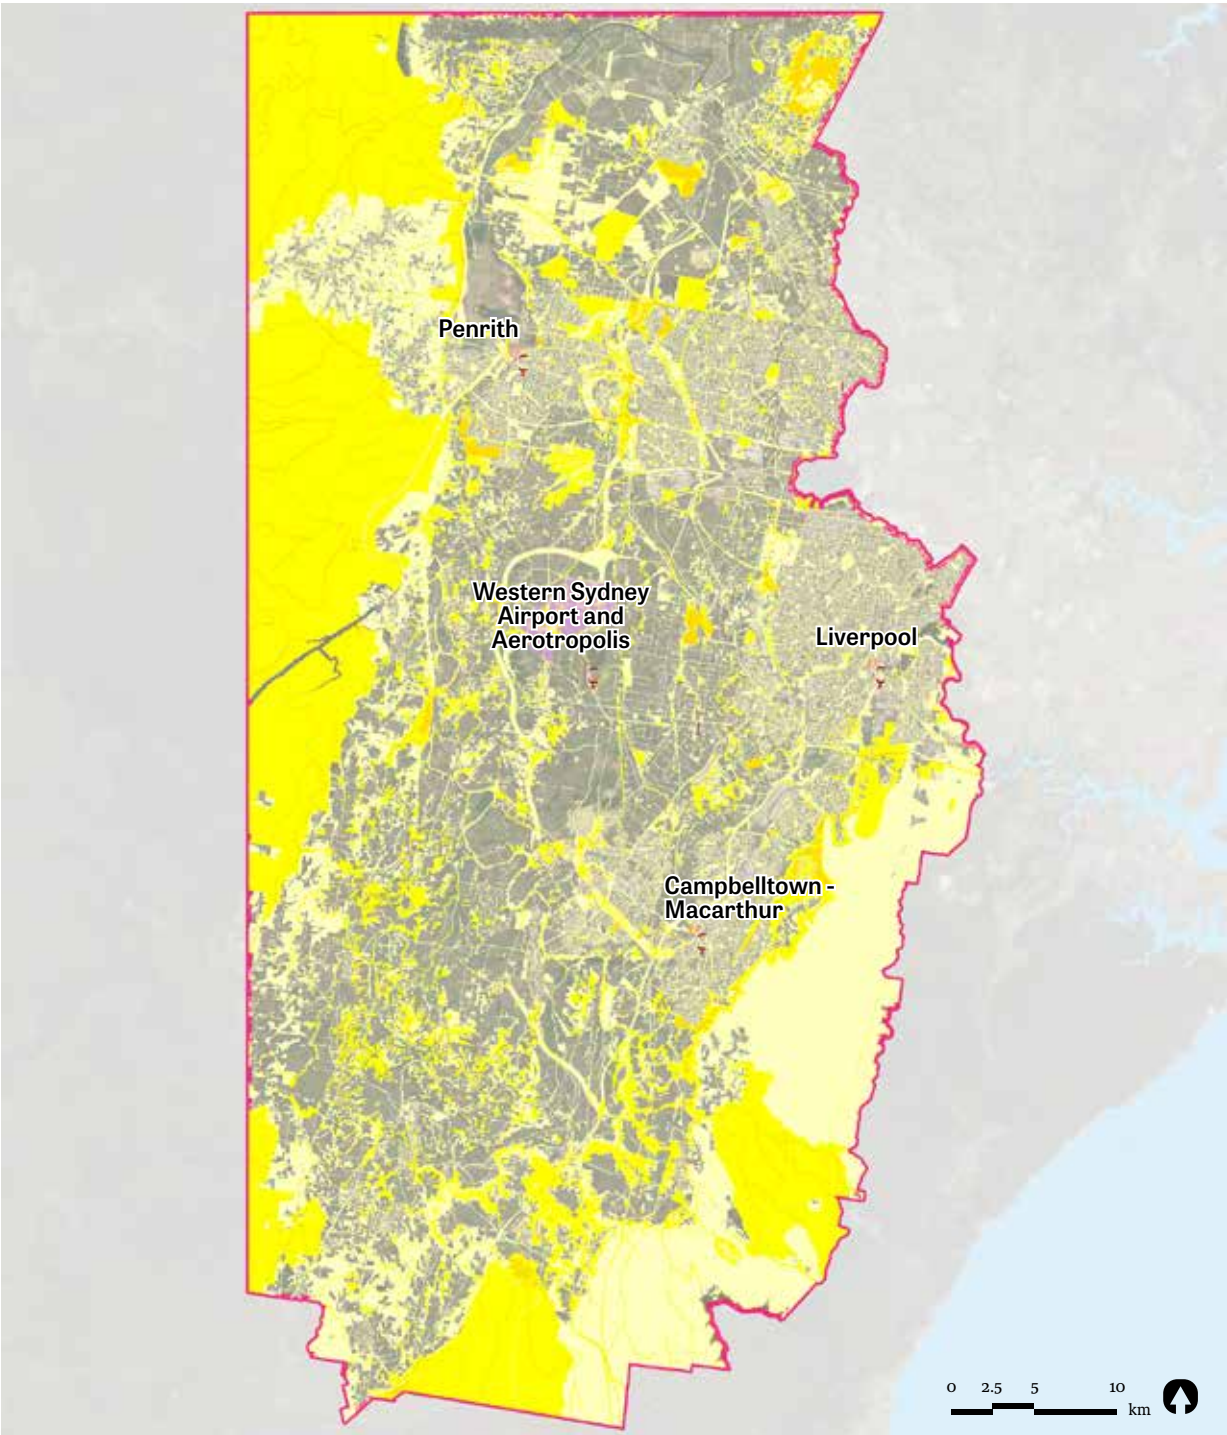 Penrith
Western Sydney
Airport and
Aerotropolis
Liverpool
Campbelltown -
Macarthur
0 2.5 5 10
km